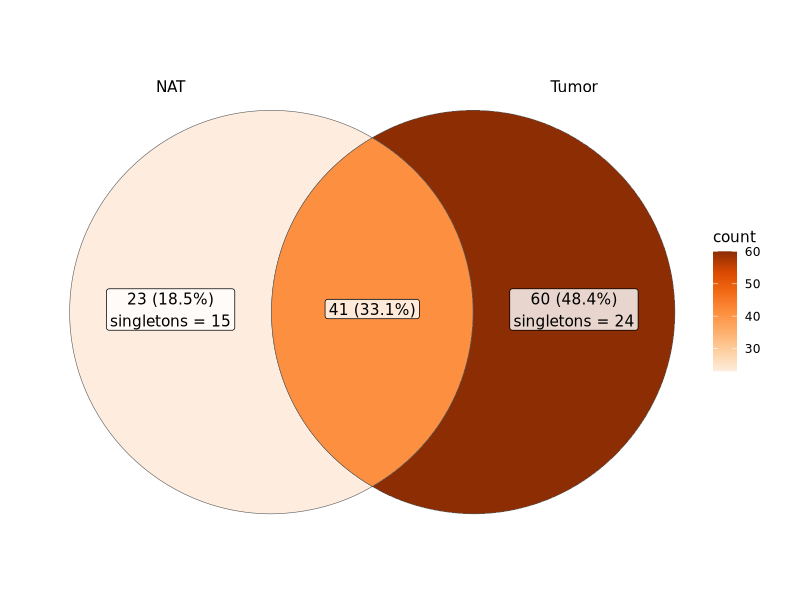 NAT
Tumor
23 (18.5%)
singletons = 15
41 (33.1%)
60 (48.4%)
singletons = 24
count
60
50
40
30